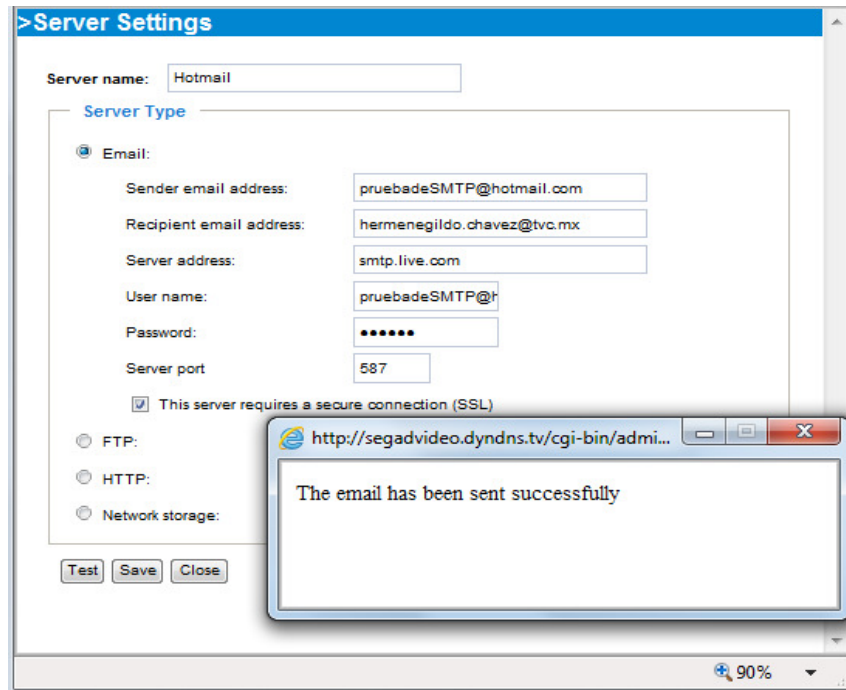 >Server Settings
Server name: Hotmail
Server Type
Email:
Sender email address: pruebadeSMTP@hotmail.com
Recipient email address: hermenegildo.chavez@tvc.mx
Server address: smtp.live.com
User name: pruebadeSMTP@h
Password: ●●●●●●
Server port 587
This server requires a secure connection (SSL)
FTP:
http://segadvideo.dyndns.tv/cgi-bin/admi...
HTTP:
The email has been sent successfully
Network storage:
Test Save Close
90%